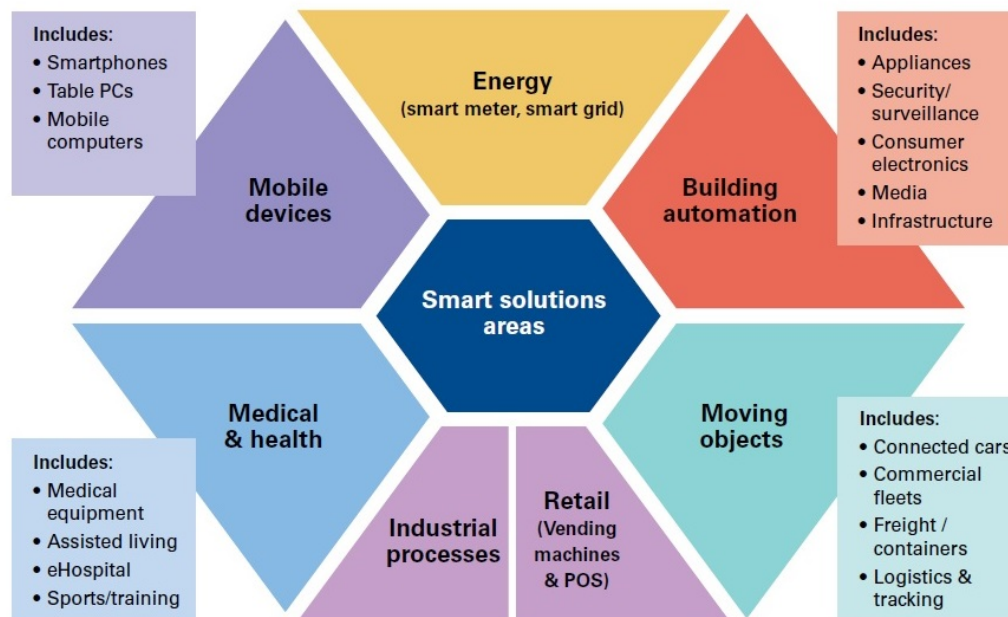 Includes:
• Smartphones
• Table PCs
• Mobile
computers
Energy
(smart meter, smart grid)
Includes:
• Appliances
• Security/
surveillance
• Consumer
electronics
• Media
• Infrastructure
Mobile
devices
Building
automation
Smart solutions
areas
Medical
& health
Moving
objects
Includes:
• Medical
equipment
• Assisted living
• eHospital
• Sports/training
Industrial
processes
Retail
(Vending
machines
& POS)
Includes:
• Connected cars
• Commercial
fleets
• Freight /
containers
• Logistics &
tracking